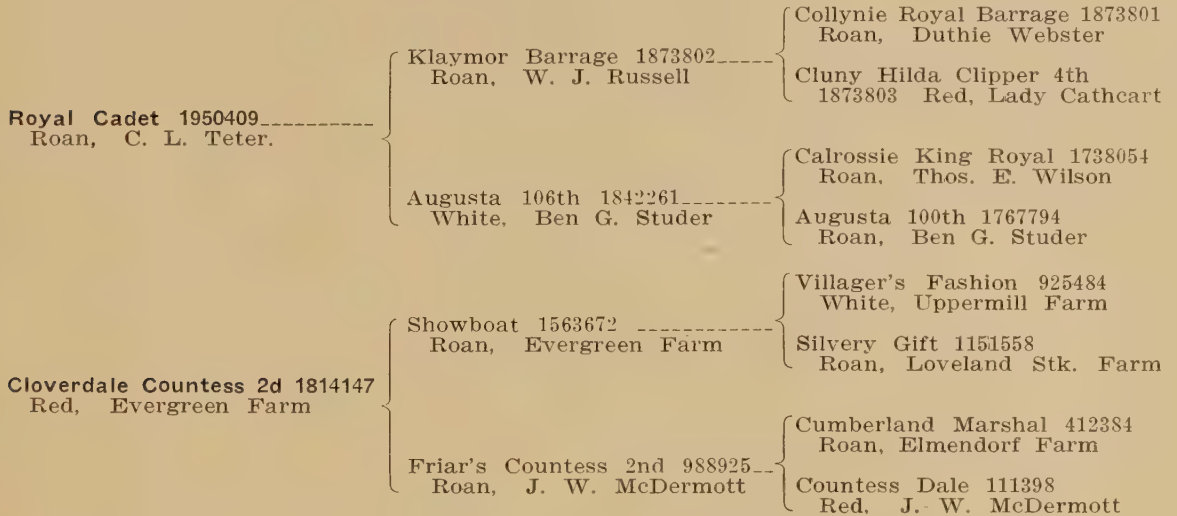 Royal Cadet 1950409
Roan, C. L. Teter.
Klaymor Barrage 1873802
Roan, W. J. Russell
Collynie Royal Barrage 1873801
Roan, Duthie Webster
Cluny Hilda Clipper 4th
1873803 Red, Lady Cathcart
Augusta 106th 1842261
White, Ben G. Studer
Calrossie King Royal 1738054
Roan, Thos. E. Wilson
Augusta 100th 1767794
Roan, Ben G. Studer
Cloverdale Countess 2d 1814147
Red, Evergreen Farm
Showboat 1563672
Roan, Evergreen Farm
Villager's Fashion 925484
White, Uppermill Farm
Silvery Gift 1151558
Roan, Loveland Stk. Farm
Friar's Countess 2nd 988925
Roan, J. W. McDermott
Cumberland Marshal 412384
Roan, Elmendorf Farm
Countess Dale 111398
Red, J. W. McDermott